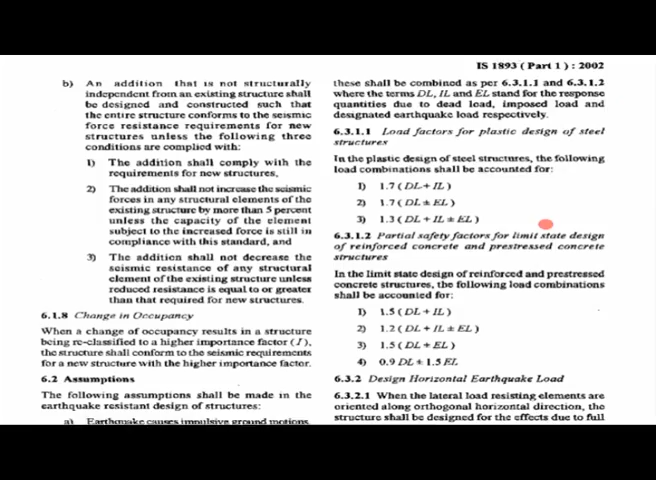 IS 1893 ( Part 1 ) : 2002
b) An addition that is not structurally
independent from an existing structure shall
be designed and constructed such that
the entire structure conforms to the seismic
force resistance requirements for new
structures unless the following three
conditions are complied with:
1) The addition shall comply with the
requirements for new structures,
2) The addition shall not increase the seismic
forces in any structural elements of the
existing structure by more than 5 percent
unless the capacity of the element
subject to the increased force is still in
compliance with this standard, and
3) The addition shall not decrease the
seismic resistance of any structural
element of the existing structure unless
reduced resistance is equal to or greater
than that required for new structures.
6.1.8 Change in Occupancy
When a change of occupancy results in a structure
being re-classified to a higher importance factor ( I ),
the structure shall conform to the seismic requirements
for a new structure with the higher importance factor.
6.2 Assumptions
The following assumptions shall be made in the
earthquake resistant design of structures:
a) Earthquake causes impulsive ground motions,
these shall be combined as per 6.3.1.1 and 6.3.1.2
where the terms DL, IL and EL stand for the response
quantities due to dead load, imposed load and
designated earthquake load respectively.
6.3.1.1 Load factors for plastic design of steel
structures
In the plastic design of steel structures, the following
load combinations shall be accounted for:
1) 1.7 ( DL + IL )
2) 1.7 ( DL ± EL )
3) 1.3 ( DL + IL ± EL )
6.3.1.2 Partial safety factors for limit state design
of reinforced concrete and prestressed concrete
structures
In the limit state design of reinforced and prestressed
concrete structures, the following load combinations
shall be accounted for:
1) 1.5 ( DL + IL )
2) 1.2 ( DL + IL ± EL )
3) 1.5 ( DL + EL )
4) 0.9 DL ± 1.5 EL
6.3.2 Design Horizontal Earthquake Load
6.3.2.1 When the lateral load resisting elements are
oriented along orthogonal horizontal direction, the
structure shall be designed for the effects due to full